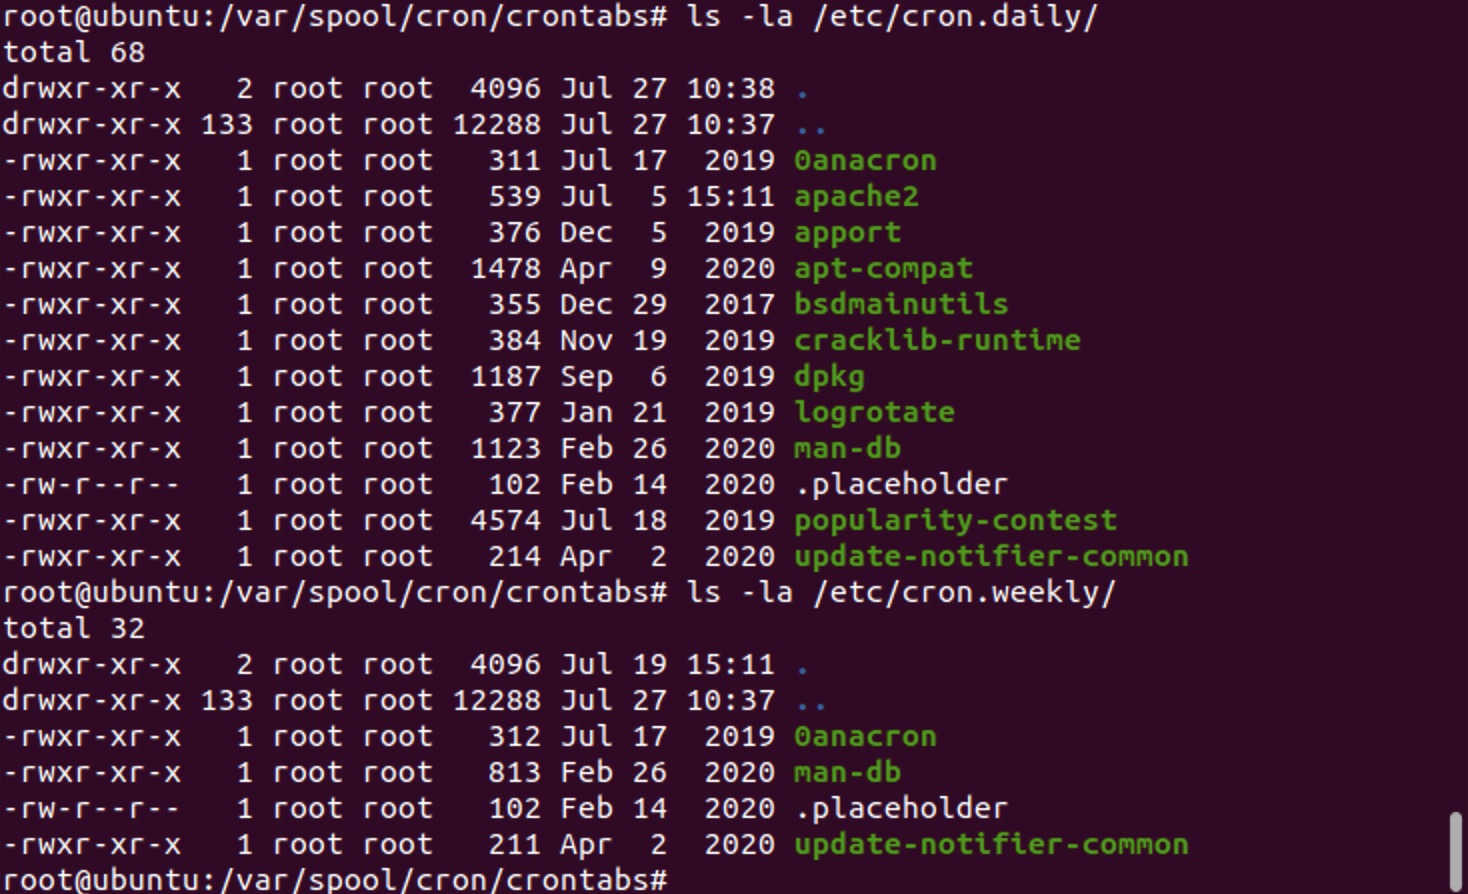 root@ubuntu:/var/spool/cron/crontabs# ls -la /etc/cron.daily/
total 68
drwxr-xr-x   2 root root  4096 Jul 27 10:38 .
drwxr-xr-x 133 root root 12288 Jul 27 10:37 ..
-rwxr-xr-x   1 root root   311 Jul 17  2019 0anacron
-rwxr-xr-x   1 root root   539 Jul  5 15:11 apache2
-rwxr-xr-x   1 root root   376 Dec  5  2019 apport
-rwxr-xr-x   1 root root  1478 Apr  9  2020 apt-compat
-rwxr-xr-x   1 root root   355 Dec 29  2017 bsdmainutils
-rwxr-xr-x   1 root root   384 Nov 19  2019 cracklib-runtime
-rwxr-xr-x   1 root root  1187 Sep  6  2019 dpkg
-rwxr-xr-x   1 root root   377 Jan 21  2019 logrotate
-rwxr-xr-x   1 root root  1123 Feb 26  2020 man-db
-rw-r--r--   1 root root   102 Feb 14  2020 .placeholder
-rwxr-xr-x   1 root root  4574 Jul 18  2019 popularity-contest
-rwxr-xr-x   1 root root   214 Apr  2  2020 update-notifier-common
root@ubuntu:/var/spool/cron/crontabs# ls -la /etc/cron.weekly/
total 32
drwxr-xr-x   2 root root  4096 Jul 19 15:11 .
drwxr-xr-x 133 root root 12288 Jul 27 10:37 ..
-rwxr-xr-x   1 root root   312 Jul 17  2019 0anacron
-rwxr-xr-x   1 root root   813 Feb 26  2020 man-db
-rw-r--r--   1 root root   102 Feb 14  2020 .placeholder
-rwxr-xr-x   1 root root   211 Apr  2  2020 update-notifier-common
root@ubuntu:/var/spool/cron/crontabs#